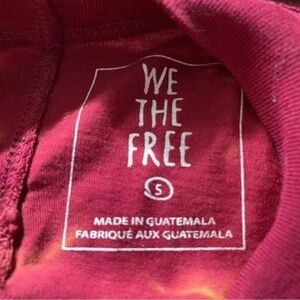 WE
THE
FREE
S
MADE IN GUATEMALA
FABRIQUÉ AUX GUATEMALA